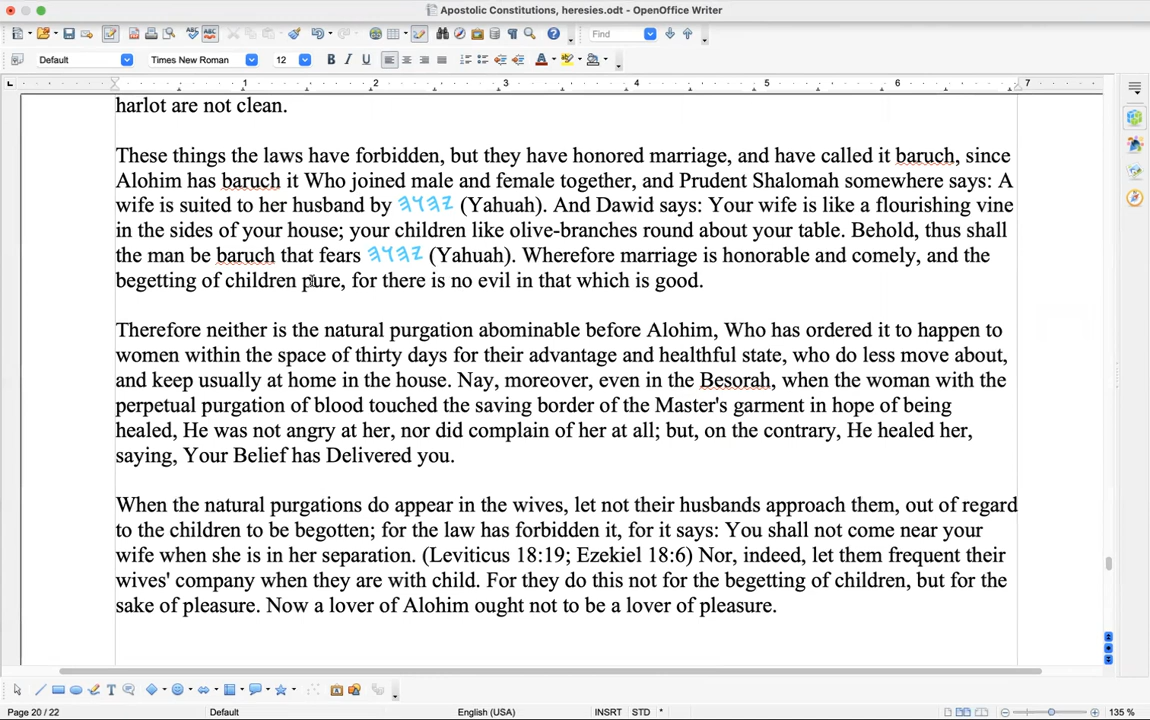 Apostolic Constitutions, heresies.odt - OpenOffice Writer
Find
Default Times New Roman 12
1 2 3 4 5 6 7
harlot are not clean.
These things the laws have forbidden, but they have honored marriage, and have called it baruch, since
Alohim has baruch it Who joined male and female together, and Prudent Shalomah somewhere says: A
wife is suited to her husband by 𐤉𐤄𐤅𐤄 (Yahuah). And Dawid says: Your wife is like a flourishing vine
in the sides of your house; your children like olive-branches round about your table. Behold, thus shall
the man be baruch that fears 𐤉𐤄𐤅𐤄 (Yahuah). Wherefore marriage is honorable and comely, and the
begetting of children pure, for there is no evil in that which is good.
Therefore neither is the natural purgation abominable before Alohim, Who has ordered it to happen to
women within the space of thirty days for their advantage and healthful state, who do less move about,
and keep usually at home in the house. Nay, moreover, even in the Besorah, when the woman with the
perpetual purgation of blood touched the saving border of the Master's garment in hope of being
healed, He was not angry at her, nor did complain of her at all; but, on the contrary, He healed her,
saying, Your Belief has Delivered you.
When the natural purgations do appear in the wives, let not their husbands approach them, out of regard
to the children to be begotten; for the law has forbidden it, for it says: You shall not come near your
wife when she is in her separation. (Leviticus 18:19; Ezekiel 18:6) Nor, indeed, let them frequent their
wives' company when they are with child. For they do this not for the begetting of children, but for the
sake of pleasure. Now a lover of Alohim ought not to be a lover of pleasure.
Page 20 / 22 Default English (USA) INSRT STD * 135 %